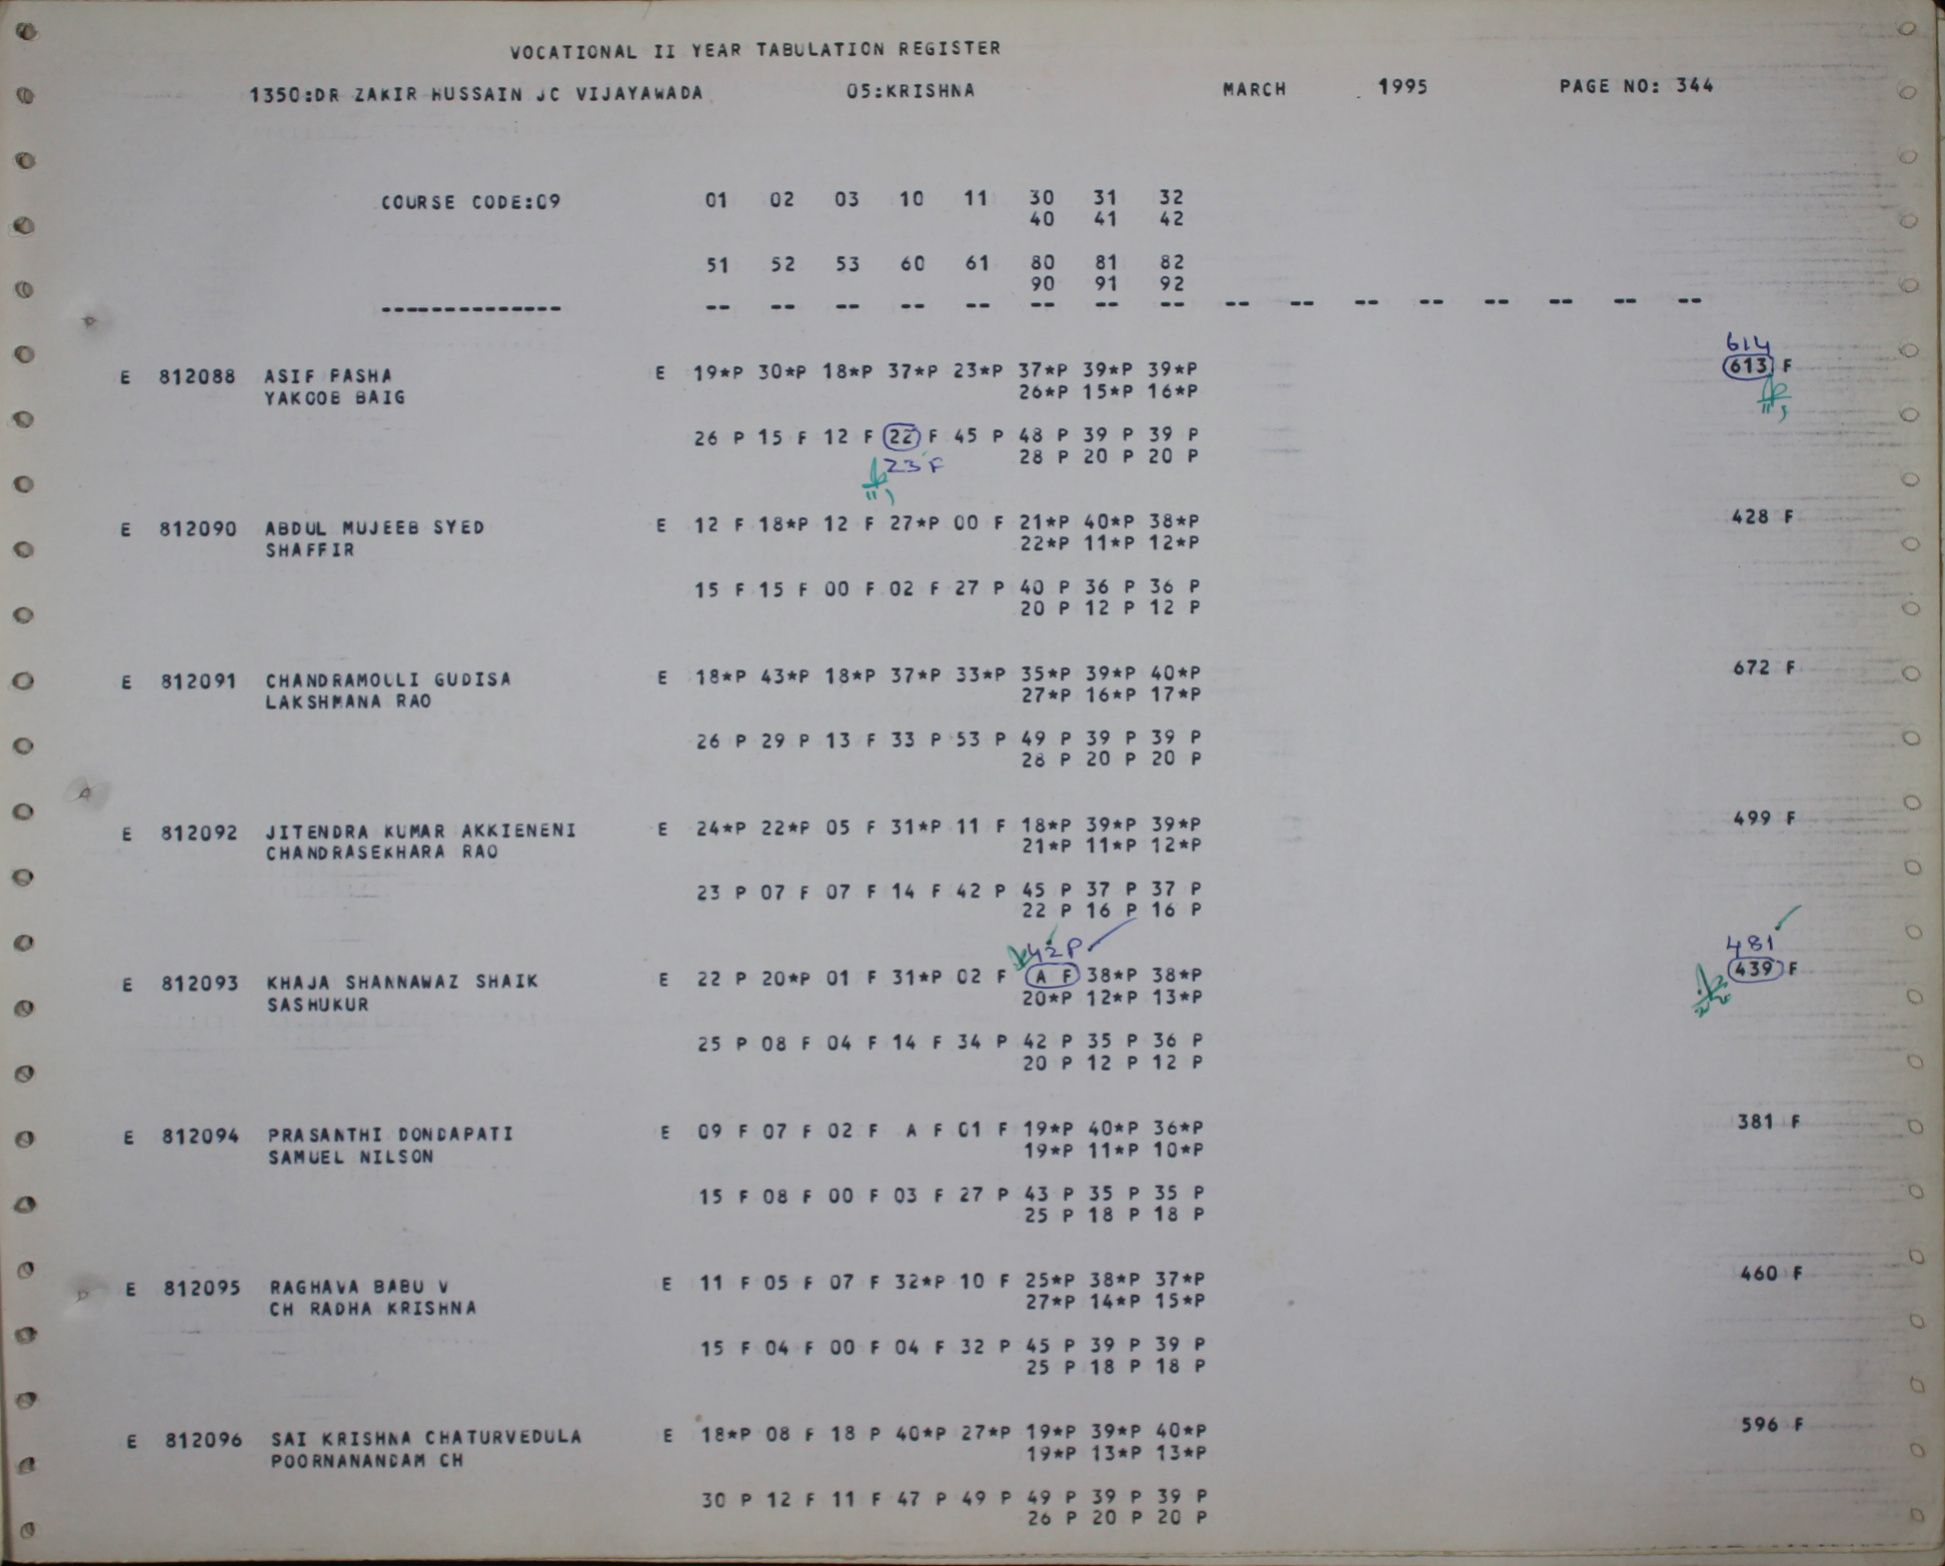 VOCATIONAL II YEAR TABULATION REGISTER
1350:DR ZAKIR HUSSAIN JC VIJAYAWADA 05:KRISHNA MARCH 1995 PAGE NO: 344
COURSE CODE:09 01 02 03 10 11 30 31 32
40 41 42
51 52 53 60 61 80 81 82
90 91 92
-------------- -- -- -- -- -- -- -- -- -- -- -- -- -- -- -- --
614
E 812088 ASIF PASHA E 19*P 30*P 18*P 37*P 23*P 37*P 39*P 39*P 613 F
YAKOOB BAIG 26*P 15*P 16*P
26 P 15 F 12 F 22 F 45 P 48 P 39 P 39 P
23 F 28 P 20 P 20 P
E 812090 ABDUL MUJEEB SYED E 12 F 18*P 12 F 27*P 00 F 21*P 40*P 38*P 428 F
SHAFFIR 22*P 11*P 12*P
15 F 15 F 00 F 02 F 27 P 40 P 36 P 36 P
20 P 12 P 12 P
E 812091 CHANDRAMOLLI GUDISA E 18*P 43*P 18*P 37*P 33*P 35*P 39*P 40*P 672 F
LAKSHMANA RAO 27*P 16*P 17*P
26 P 29 P 13 F 33 P 53 P 49 P 39 P 39 P
28 P 20 P 20 P
E 812092 JITENDRA KUMAR AKKIENENI E 24*P 22*P 05 F 31*P 11 F 18*P 39*P 39*P 499 F
CHANDRASEKHARA RAO 21*P 11*P 12*P
23 P 07 F 07 F 14 F 42 P 45 P 37 P 37 P
22 P 16 P 16 P
42 P 481
E 812093 KHAJA SHANNAWAZ SHAIK E 22 P 20*P 01 F 31*P 02 F A F 38*P 38*P 439 F
SASHUKUR 20*P 12*P 13*P
25 P 08 F 04 F 14 F 34 P 42 P 35 P 36 P
20 P 12 P 12 P
E 812094 PRASANTHI DONDAPATI E 09 F 07 F 02 F A F 01 F 19*P 40*P 36*P 381 F
SAMUEL NILSON 19*P 11*P 10*P
15 F 08 F 00 F 03 F 27 P 43 P 35 P 35 P
25 P 18 P 18 P
E 812095 RAGHAVA BABU V E 11 F 05 F 07 F 32*P 10 F 25*P 38*P 37*P 460 F
CH RADHA KRISHNA 27*P 14*P 15*P
15 F 04 F 00 F 04 F 32 P 45 P 39 P 39 P
25 P 18 P 18 P
E 812096 SAI KRISHNA CHATURVEDULA E 18*P 08 F 18 P 40*P 27*P 19*P 39*P 40*P 596 F
POORNANANDAM CH 19*P 13*P 13*P
30 P 12 F 11 F 47 P 49 P 49 P 39 P 39 P
26 P 20 P 20 P